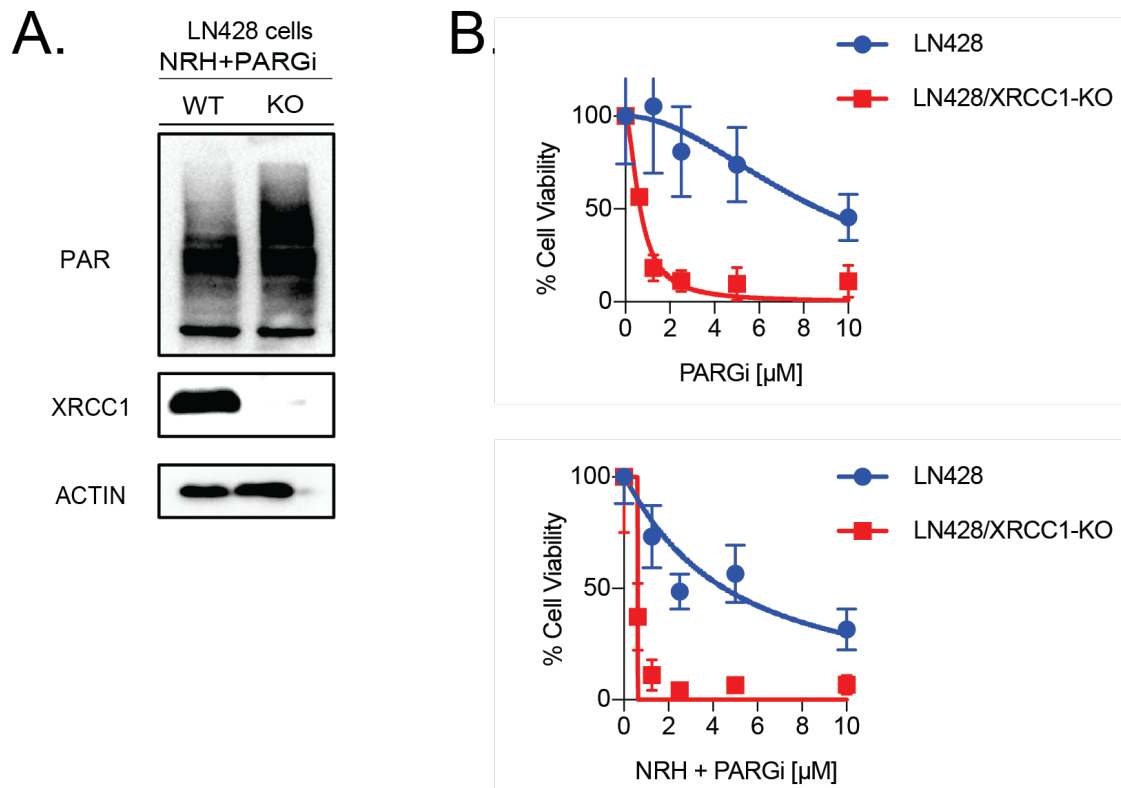 A.
LN428 cells
NRH+PARGi
WT KO
PAR
XRCC1
ACTIN
B.
LN428
LN428/XRCC1-KO
% Cell Viability
100
50
0
0 2 4 6 8 10
PARGi [µM]
LN428
LN428/XRCC1-KO
% Cell Viability
100
50
0
0 2 4 6 8 10
NRH + PARGi [µM]